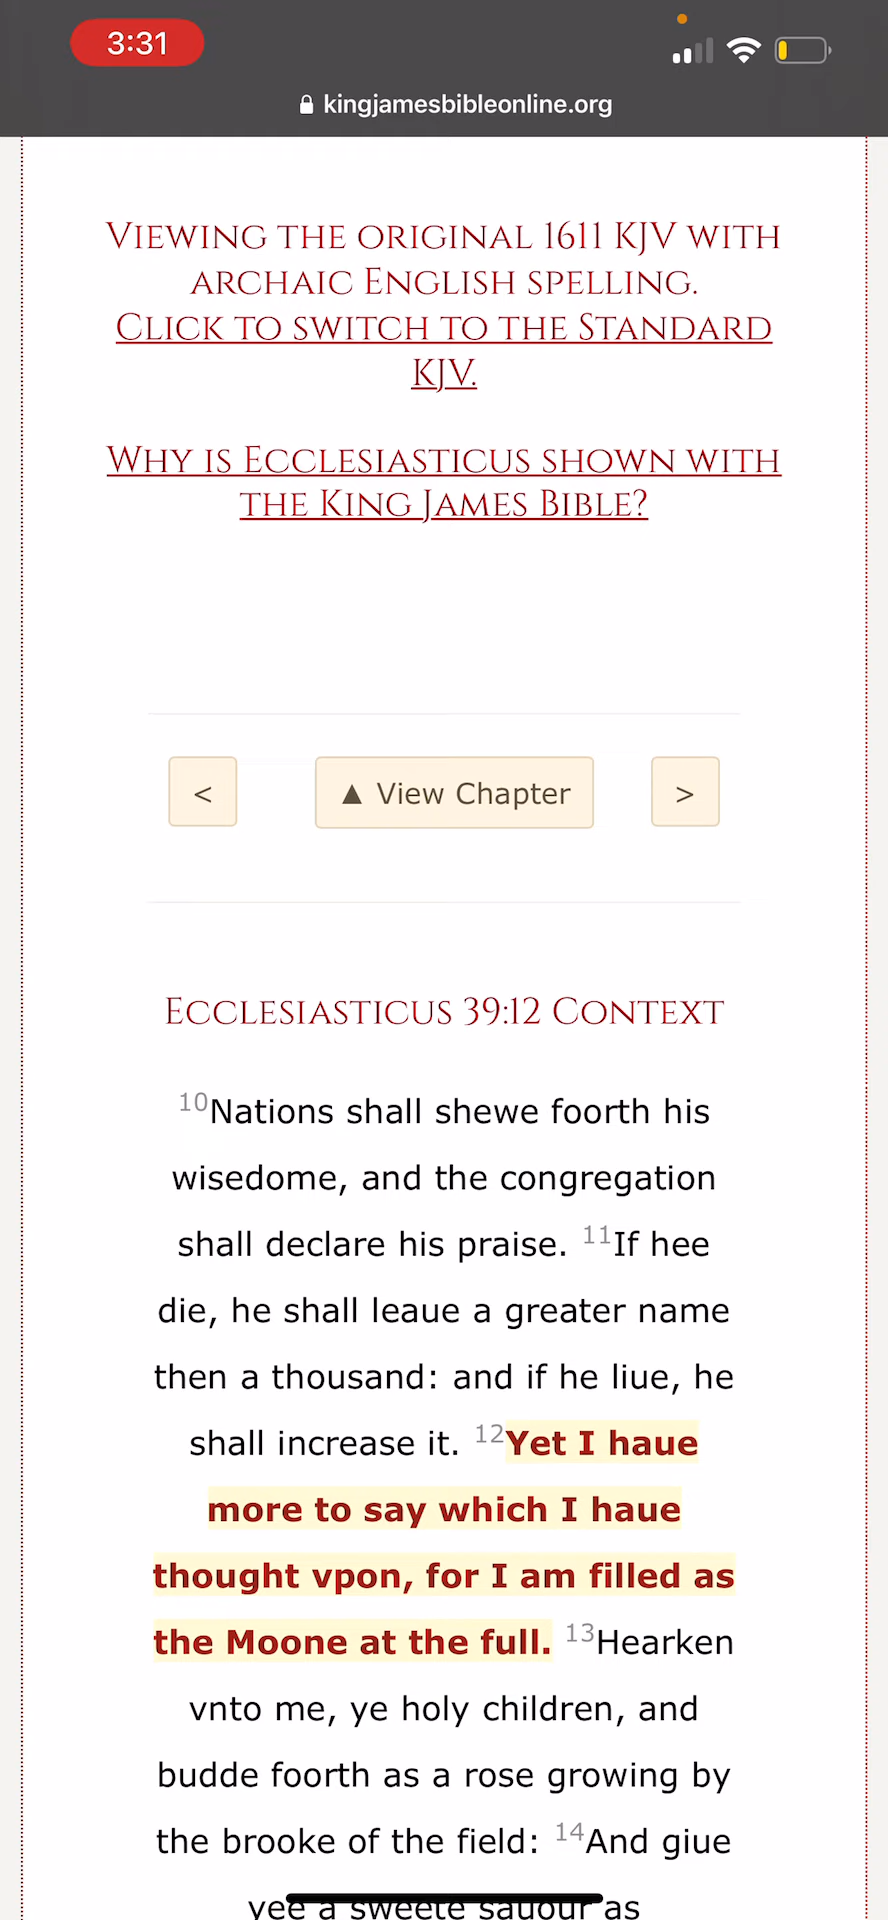 3:31
kingjamesbibleonline.org
Viewing the original 1611 KJV with
archaic English spelling.
Click to switch to the Standard
KJV.
Why is Ecclesiasticus shown with
the King James Bible?
<
▲ View Chapter
>
Ecclesiasticus 39:12 Context
10Nations shall shewe foorth his
wisedome, and the congregation
shall declare his praise. 11If hee
die, he shall leaue a greater name
then a thousand: and if he liue, he
shall increase it. 12Yet I haue
more to say which I haue
thought vpon, for I am filled as
the Moone at the full. 13Hearken
vnto me, ye holy children, and
budde foorth as a rose growing by
the brooke of the field: 14And giue
yee a sweete sauour as